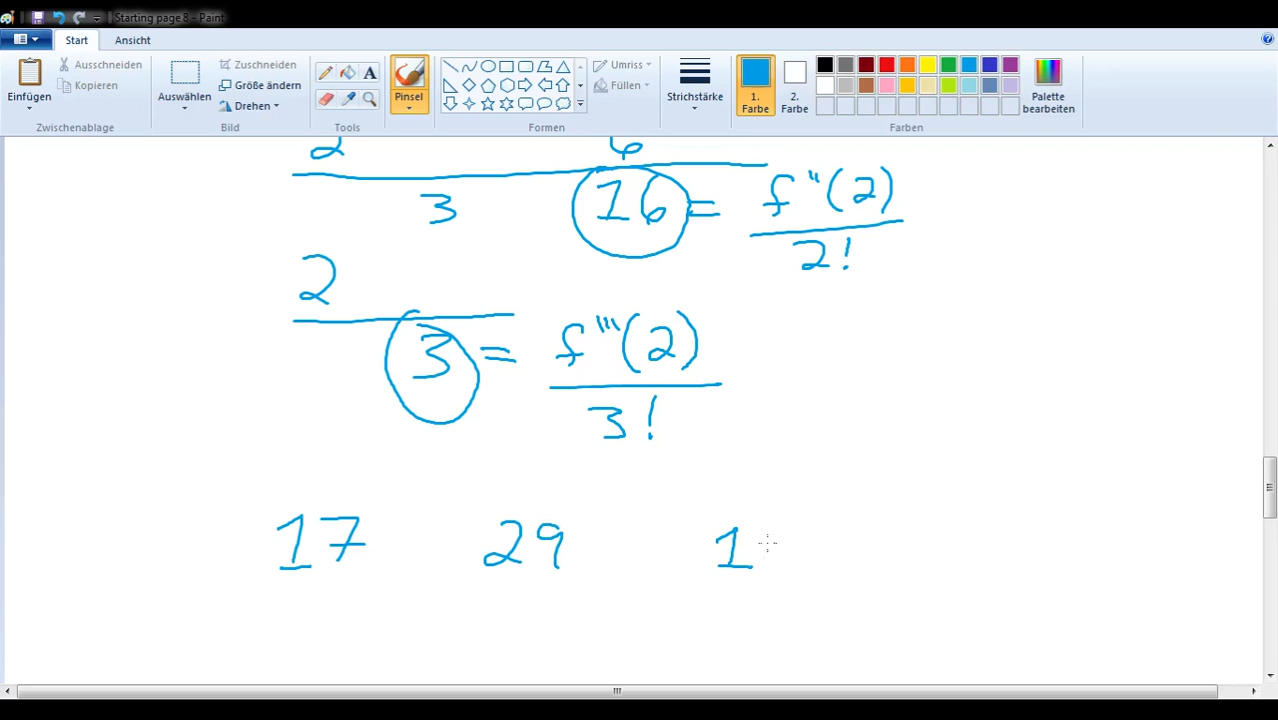 Starting page 8 - Paint
Start Ansicht
Einfügen
Ausschneiden
Kopieren
Zwischenablage
Auswählen
Zuschneiden
Größe ändern
Drehen
Bild
A
Tools
Pinsel
Umriss
Füllen
Formen
Strichstärke
1.
Farbe
2.
Farbe
Palette
bearbeiten
Farben
2 6
3 16 = f''(2)
2!
2
3 = f'''(2)
3!
17 29 1